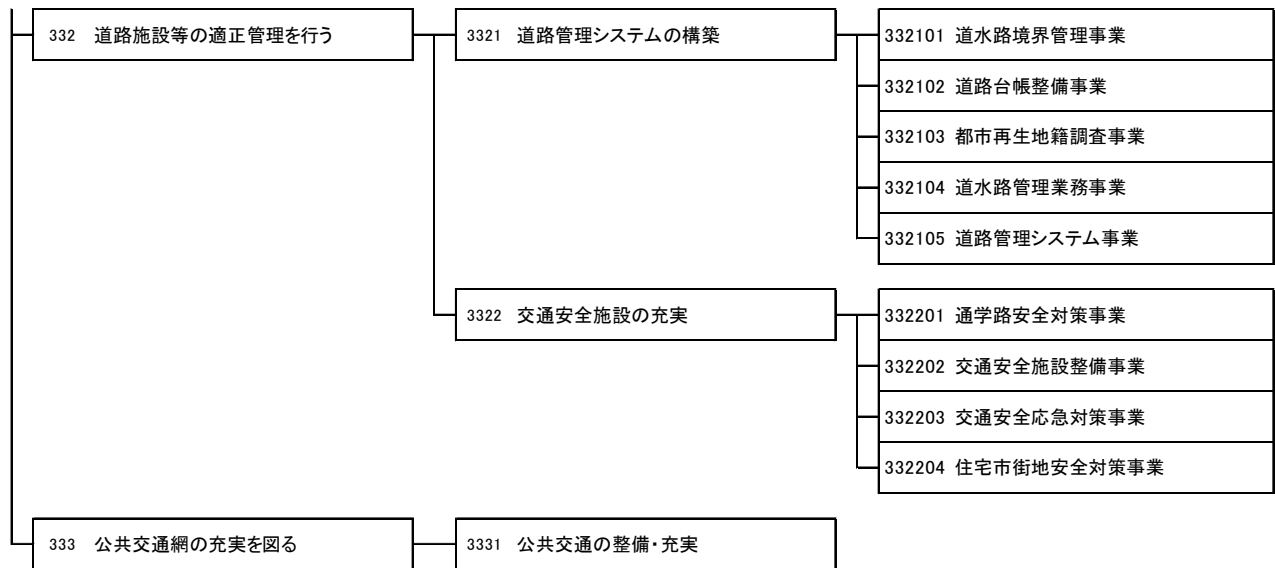 332 道路施設等の適正管理を行う
3321 道路管理システムの構築
332101 道水路境界管理事業
332102 道路台帳整備事業
332103 都市再生地籍調査事業
332104 道水路管理業務事業
332105 道路管理システム事業
3322 交通安全施設の充実
332201 通学路安全対策事業
332202 交通安全施設整備事業
332203 交通安全応急対策事業
332204 住宅市街地安全対策事業
333 公共交通網の充実を図る
3331 公共交通の整備・充実